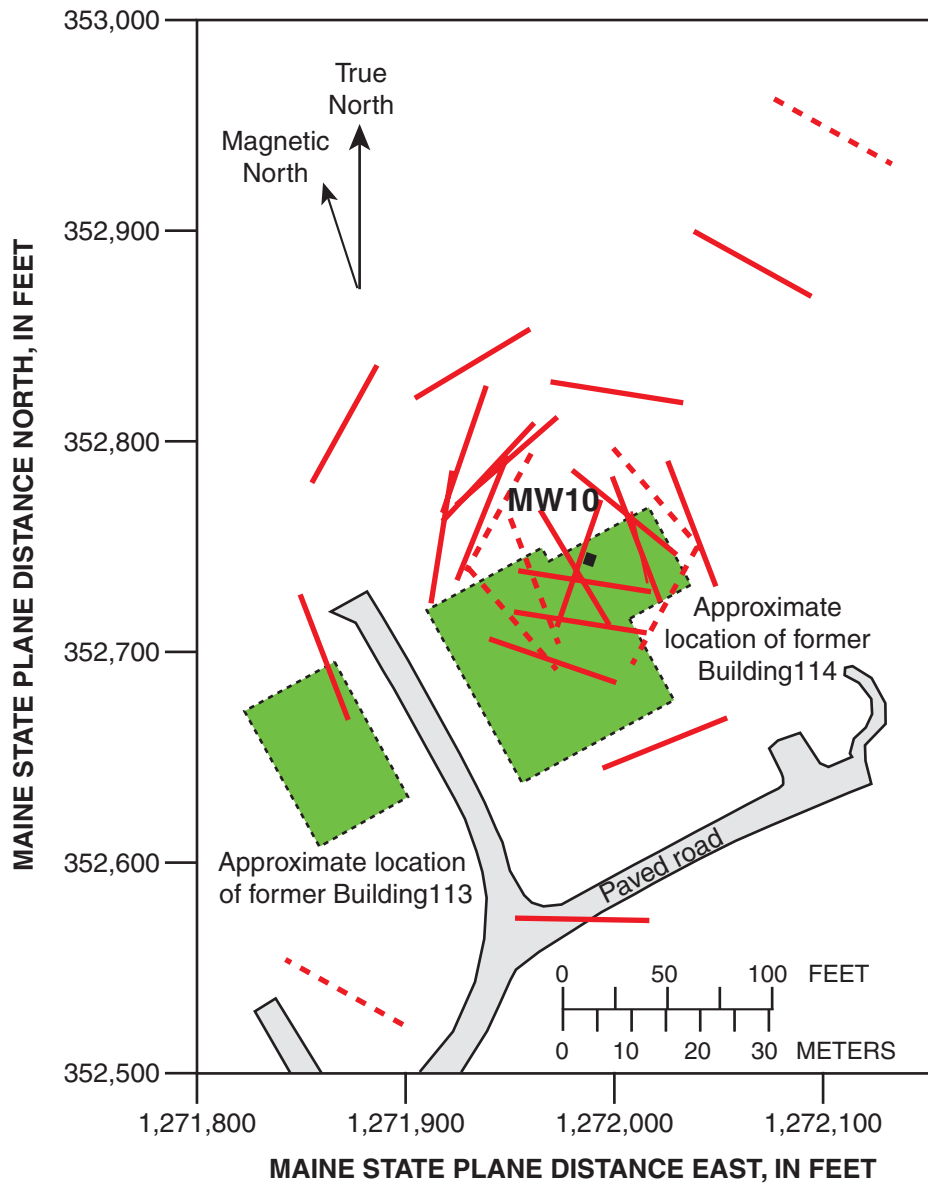 353,000
True
North
Magnetic
North
352,900
352,800
MW10
352,700
Approximate
location of former
Building114
352,600
Approximate location
of former Building113
Paved road
0 50 100 FEET
0 10 20 30 METERS
352,500
1,271,800 1,271,900 1,272,000 1,272,100
MAINE STATE PLANE DISTANCE NORTH, IN FEET
MAINE STATE PLANE DISTANCE EAST, IN FEET